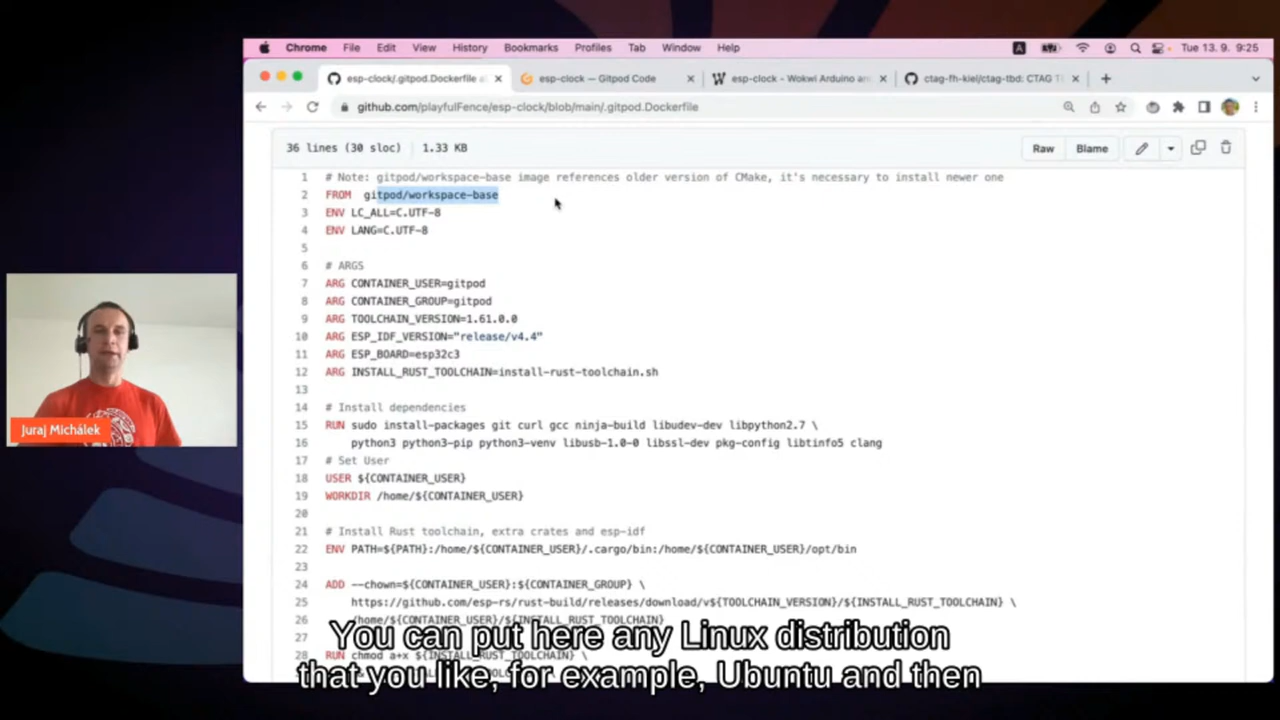 Chrome File Edit View History Bookmarks Profiles Tab Window Help A Tue 13. 9. 9:25
esp-clock/.gitpod.Dockerfile a
esp-clock — Gitpod Code
esp-clock - Wokwi Arduino an
ctag-fh-kiel/ctag-tbd: CTAG T
github.com/playfulFence/esp-clock/blob/main/.gitpod.Dockerfile
36 lines (30 sloc) 1.33 KB Raw Blame
1 # Note: gitpod/workspace-base image references older version of CMake, it's necessary to install newer one
2 FROM gitpod/workspace-base
3 ENV LC_ALL=C.UTF-8
4 ENV LANG=C.UTF-8
5
6 # ARGS
7 ARG CONTAINER_USER=gitpod
8 ARG CONTAINER_GROUP=gitpod
9 ARG TOOLCHAIN_VERSION=1.61.0.0
10 ARG ESP_IDF_VERSION="release/v4.4"
11 ARG ESP_BOARD=esp32c3
12 ARG INSTALL_RUST_TOOLCHAIN=install-rust-toolchain.sh
13
14 # Install dependencies
15 RUN sudo install-packages git curl gcc ninja-build libudev-dev libpython2.7 \
16 python3 python3-pip python3-venv libusb-1.0-0 libssl-dev pkg-config libtinfo5 clang
17 # Set User
18 USER ${CONTAINER_USER}
19 WORKDIR /home/${CONTAINER_USER}
20
21 # Install Rust toolchain, extra crates and esp-idf
22 ENV PATH=${PATH}:/home/${CONTAINER_USER}/.cargo/bin:/home/${CONTAINER_USER}/opt/bin
23
24 ADD --chown=${CONTAINER_USER}:${CONTAINER_GROUP} \
25 https://github.com/esp-rs/rust-build/releases/download/v${TOOLCHAIN_VERSION}/${INSTALL_RUST_TOOLCHAIN} \
26 /home/${CONTAINER_USER}/${INSTALL_RUST_TOOLCHAIN}
27
28 RUN chmod a+x ${INSTALL_RUST_TOOLCHAIN} \
Juraj Michálek
You can put here any Linux distribution
that you like, for example, Ubuntu and then